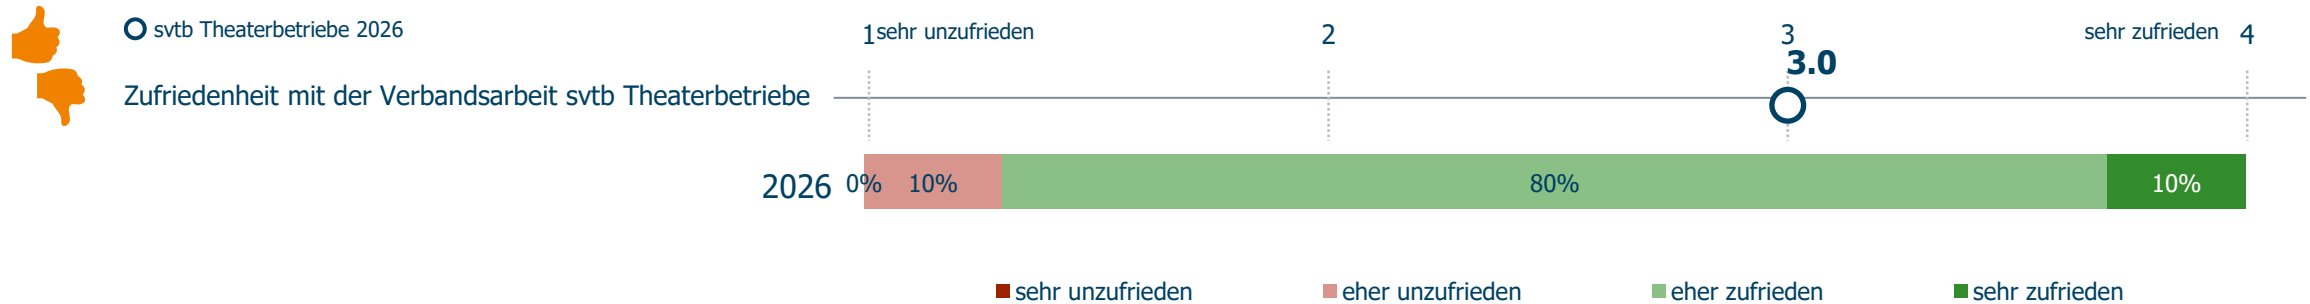 svtb Theaterbetriebe 2026
1 sehr unzufrieden 2 3 sehr zufrieden 4
3.0
Zufriedenheit mit der Verbandsarbeit svtb Theaterbetriebe
2026 0% 10% 80% 10%
sehr unzufrieden eher unzufrieden eher zufrieden sehr zufrieden